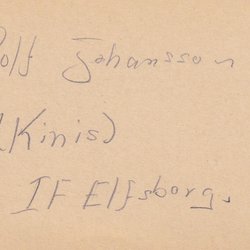 Rolf Johansson
(Kinis)
IF Elfsborg.